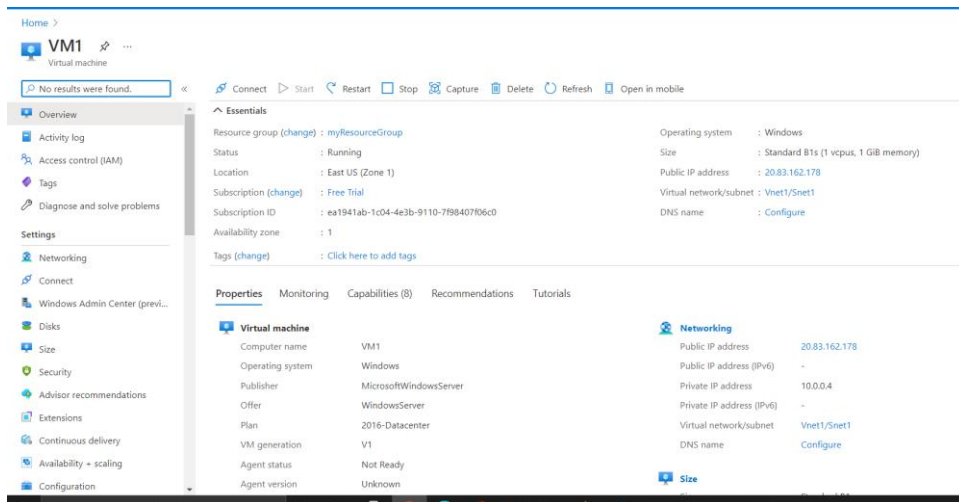 Home >
VM1 ...
Virtual machine
No results were found. «
Overview
Activity log
Access control (IAM)
Tags
Diagnose and solve problems
Settings
Networking
Connect
Windows Admin Center (previ...
Disks
Size
Security
Advisor recommendations
Extensions
Continuous delivery
Availability + scaling
Configuration
Connect Start Restart Stop Capture Delete Refresh Open in mobile
Essentials
Resource group (change) : myResourceGroup
Status : Running
Location : East US (Zone 1)
Subscription (change) : Free Trial
Subscription ID : ea1941ab-1c04-4e3b-9110-7f98407f06c0
Availability zone : 1
Tags (change) : Click here to add tags
Operating system : Windows
Size : Standard B1s (1 vcpus, 1 GiB memory)
Public IP address : 20.83.162.178
Virtual network/subnet : Vnet1/Snet1
DNS name : Configure
Properties Monitoring Capabilities (8) Recommendations Tutorials
Virtual machine
Computer name VM1
Operating system Windows
Publisher MicrosoftWindowsServer
Offer WindowsServer
Plan 2016-Datacenter
VM generation V1
Agent status Not Ready
Agent version Unknown
Networking
Public IP address 20.83.162.178
Public IP address (IPv6) -
Private IP address 10.0.0.4
Private IP address (IPv6) -
Virtual network/subnet Vnet1/Snet1
DNS name Configure
Size